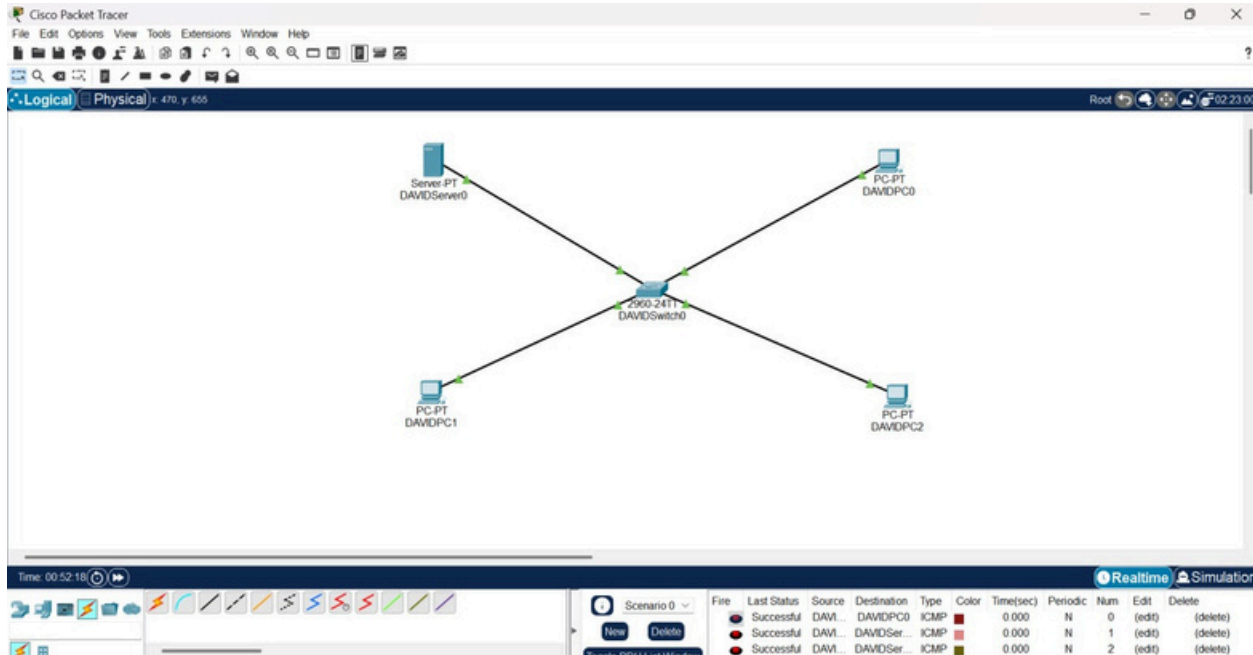 Cisco Packet Tracer
File Edit Options View Tools Extensions Window Help
?
Logical Physical x: 470, y: 655 Root 02:23:00
Server-PT
DAVIDServer0
PC-PT
DAVIDPC0
2960-24TT
DAVIDSwitch0
PC-PT
DAVIDPC1
PC-PT
DAVIDPC2
Time: 00:52:18 Realtime Simulation
Scenario 0 Fire Last Status Source Destination Type Color Time(sec) Periodic Num Edit Delete
Successful DAVI... DAVIDPC0 ICMP 0.000 N 0 (edit) (delete)
New Delete Successful DAVI... DAVIDSer... ICMP 0.000 N 1 (edit) (delete)
Toggle PDU List Window Successful DAVI... DAVIDSer... ICMP 0.000 N 2 (edit) (delete)